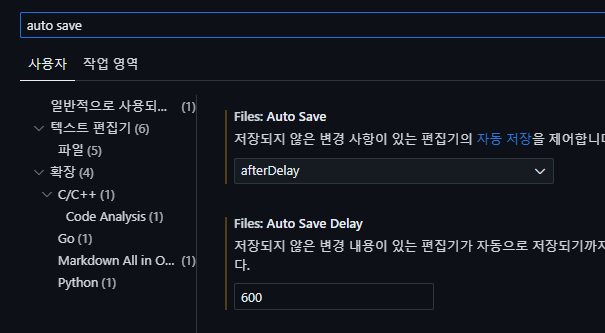 auto save
사용자 작업 영역
일반적으로 사용되... (1)
텍스트 편집기 (6)
파일 (5)
확장 (4)
C/C++ (1)
Code Analysis (1)
Go (1)
Markdown All in O... (1)
Python (1)
Files: Auto Save
저장되지 않은 변경 사항이 있는 편집기의 자동 저장을 제어합니다
afterDelay
Files: Auto Save Delay
저장되지 않은 변경 내용이 있는 편집기가 자동으로 저장되기까지
다.
600